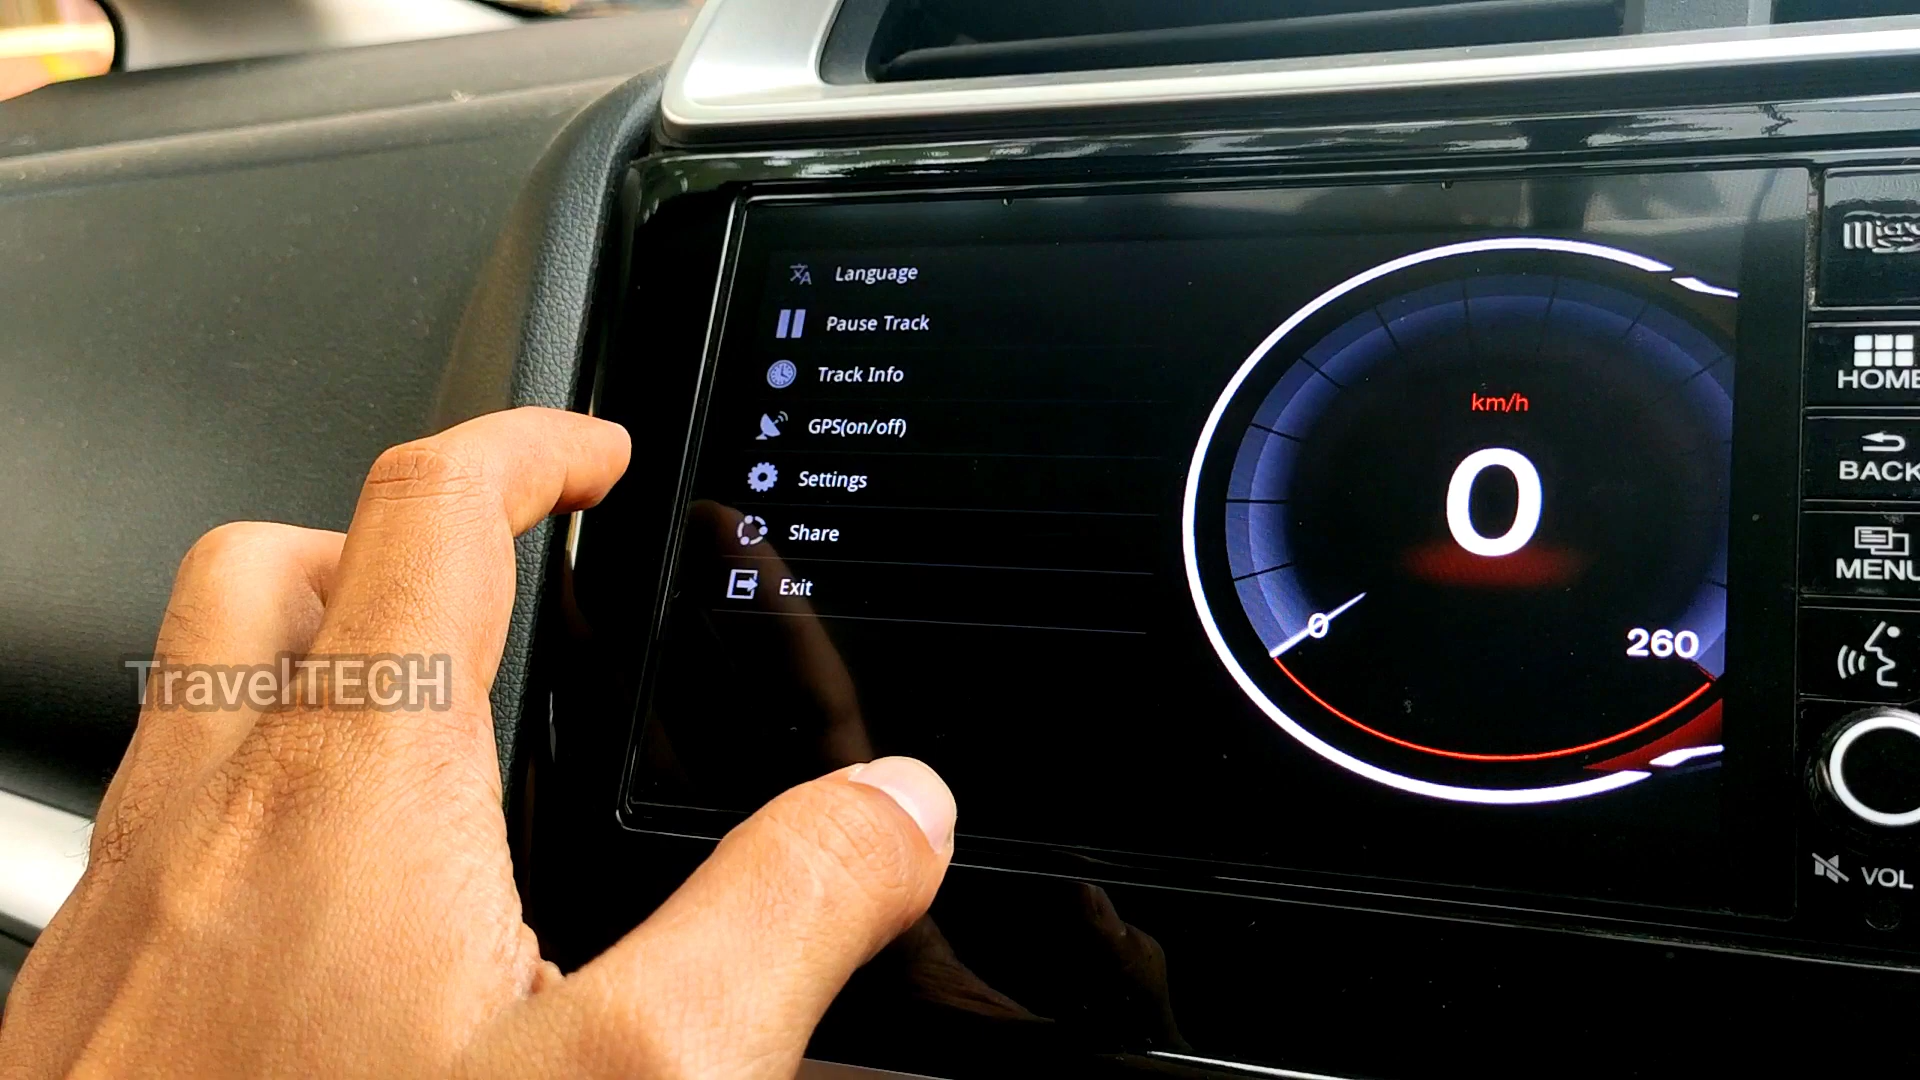 Language
Pause Track
Track Info
GPS(on/off)
Settings
Share
Exit
km/h
0
0
260
HOME
BACK
MENU
VOL
TravelTECH